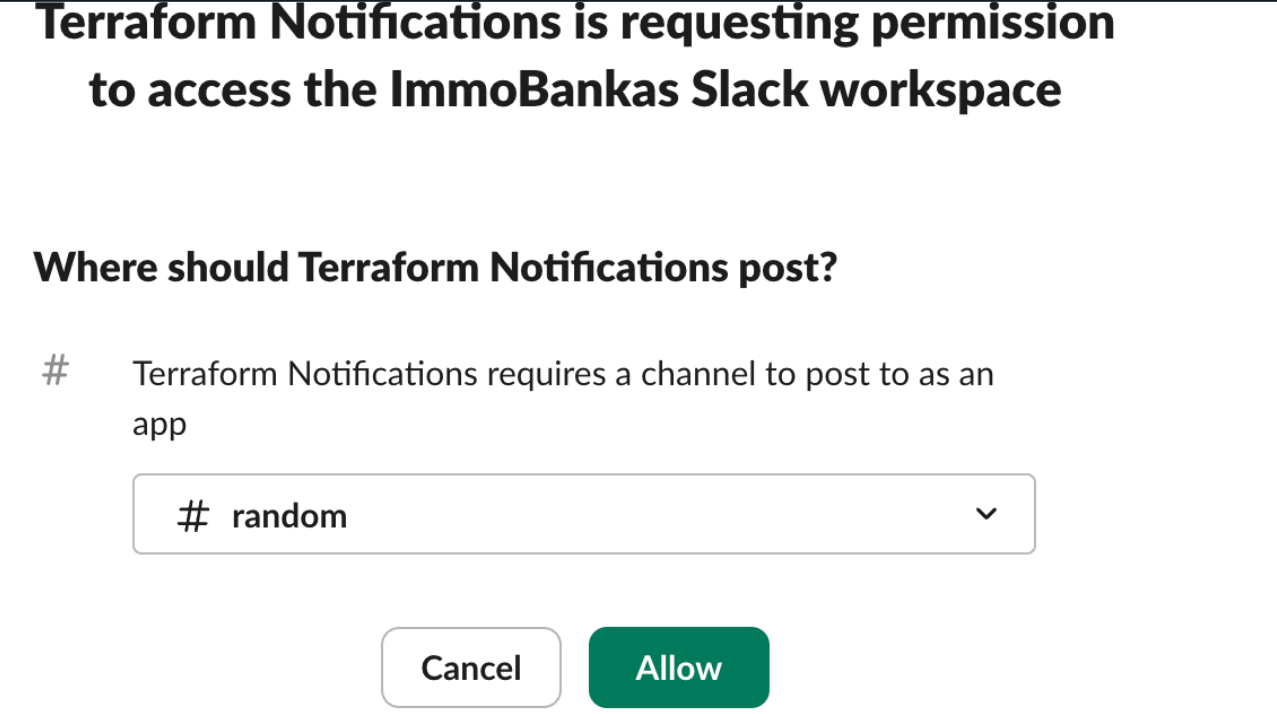 Terraform Notifications is requesting permission
to access the ImmoBankas Slack workspace
Where should Terraform Notifications post?
# Terraform Notifications requires a channel to post to as an
app
# random
Cancel Allow